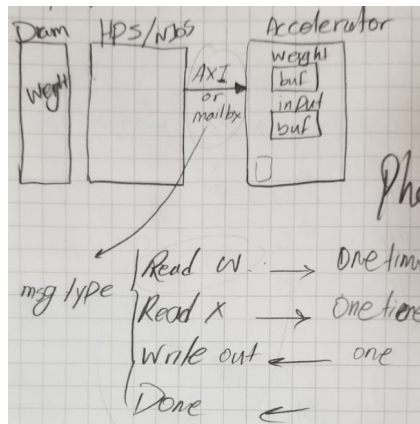 Dram HPS/NIOS Accelerator
weight
AXI
or
mailbx
weight
buf
input
buf
msg type
Read W → One time
Read X → One time
Write out ← one
Done ←